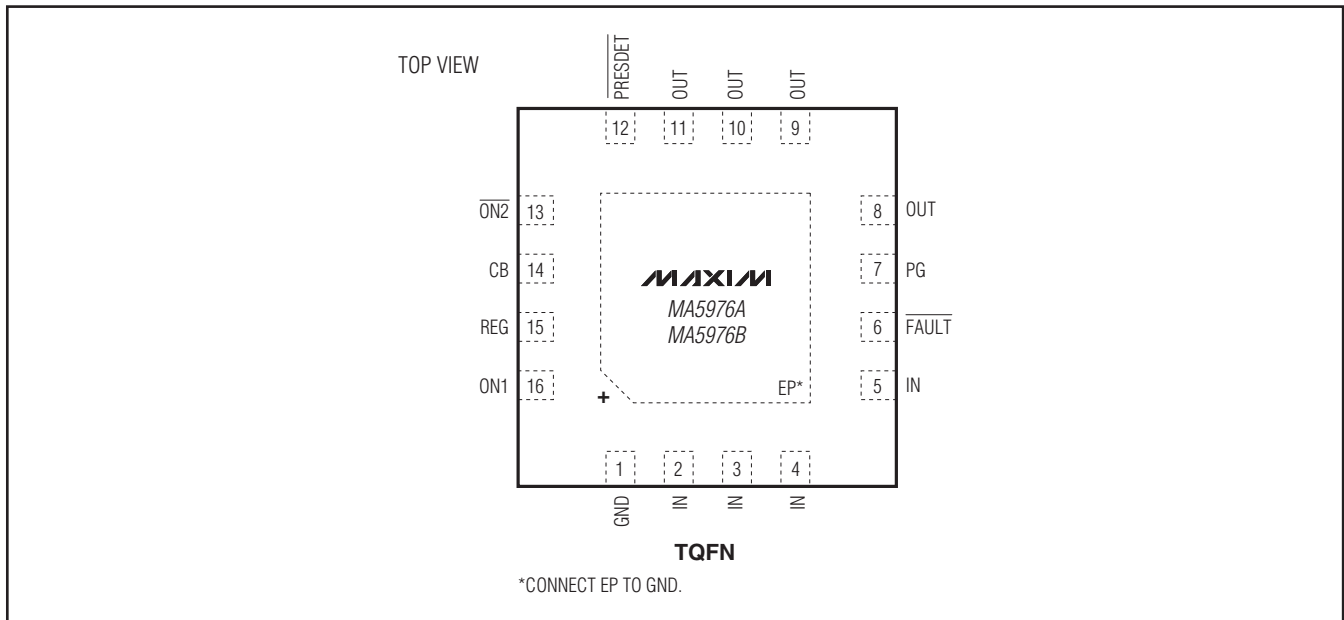 TOP VIEW
PRESDET
OUT
OUT
OUT
12
11
10
9
ON2
13
8
OUT
CB
14
7
PG
REG
15
6
FAULT
ON1
16
5
IN
MAXIM
MA5976A
MA5976B
EP*
+
1
2
3
4
GND
IN
IN
IN
TQFN
*CONNECT EP TO GND.